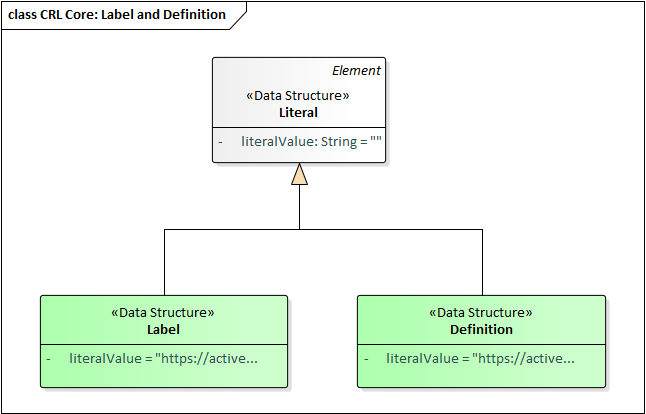 class CRL Core: Label and Definition
Element
«Data Structure»
Literal
- literalValue: String = ""
«Data Structure»
Label
- literalValue = "https://active...
«Data Structure»
Definition
- literalValue = "https://active...